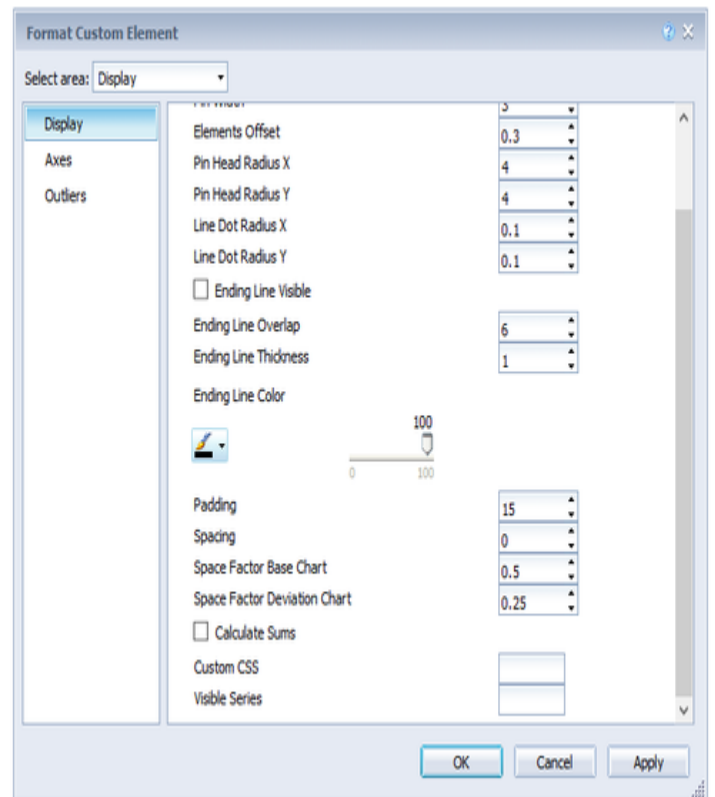 Format Custom Element
Select area: Display
Display
Axes
Outliers
Pin Width 3
Elements Offset 0.3
Pin Head Radius X 4
Pin Head Radius Y 4
Line Dot Radius X 0.1
Line Dot Radius Y 0.1
Ending Line Visible
Ending Line Overlap 6
Ending Line Thickness 1
Ending Line Color
100
0 100
Padding 15
Spacing 0
Space Factor Base Chart 0.5
Space Factor Deviation Chart 0.25
Calculate Sums
Custom CSS
Visible Series
OK Cancel Apply